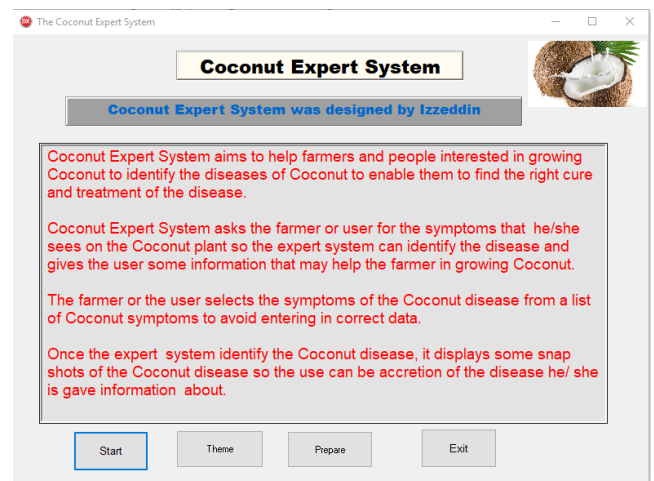 The Coconut Expert System
Coconut Expert System
Coconut Expert System was designed by Izzeddin
Coconut Expert System aims to help farmers and people interested in growing
Coconut to identify the diseases of Coconut to enable them to find the right cure
and treatment of the disease.
Coconut Expert System asks the farmer or user for the symptoms that he/she
sees on the Coconut plant so the expert system can identify the disease and
gives the user some information that may help the farmer in growing Coconut.
The farmer or the user selects the symptoms of the Coconut disease from a list
of Coconut symptoms to avoid entering in correct data.
Once the expert system identify the Coconut disease, it displays some snap
shots of the Coconut disease so the use can be accretion of the disease he/ she
is gave information about.
Start
Theme
Prepare
Exit